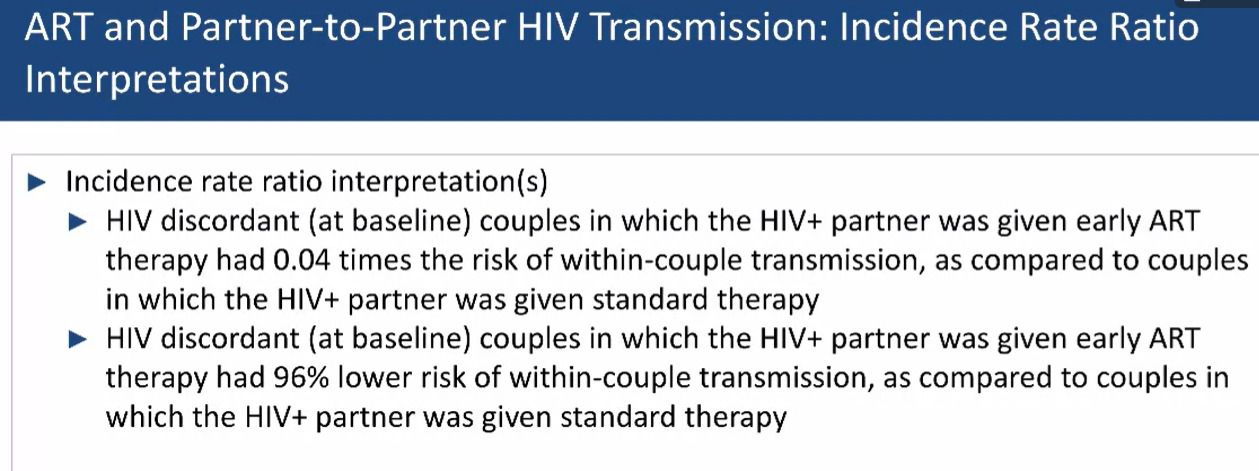 ART and Partner-to-Partner HIV Transmission: Incidence Rate Ratio
Interpretations
► Incidence rate ratio interpretation(s)
► HIV discordant (at baseline) couples in which the HIV+ partner was given early ART
therapy had 0.04 times the risk of within-couple transmission, as compared to couples
in which the HIV+ partner was given standard therapy
► HIV discordant (at baseline) couples in which the HIV+ partner was given early ART
therapy had 96% lower risk of within-couple transmission, as compared to couples in
which the HIV+ partner was given standard therapy